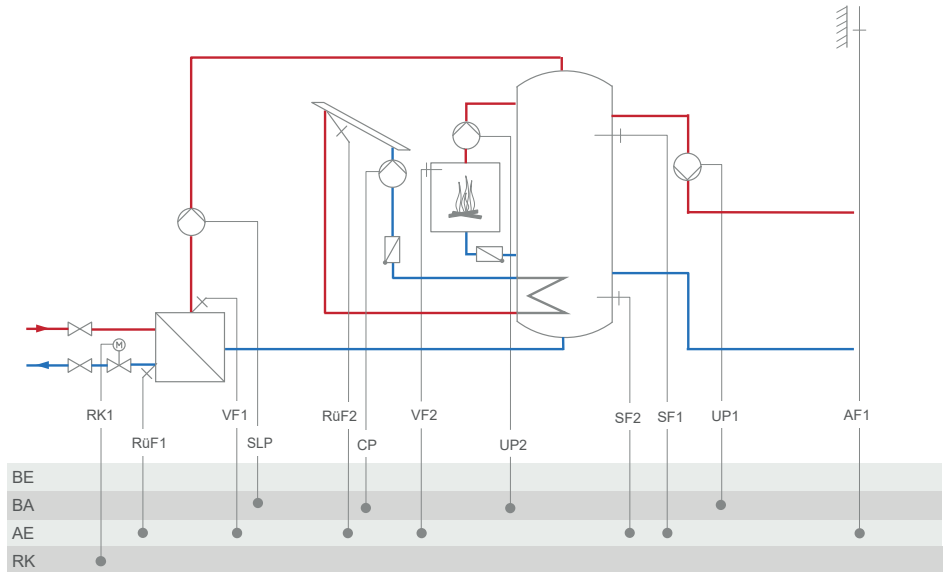 M
RK1
VF1
RüF2
VF2
SF2
SF1
UP1
AF1
RüF1
SLP
CP
UP2
BE
BA
AE
RK